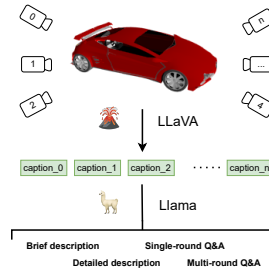 0
n
1
...
2
4
LLaVA
caption_0 caption_1 caption_2 ..... caption_n
Llama
Brief description Single-round Q&A
Detailed description Multi-round Q&A